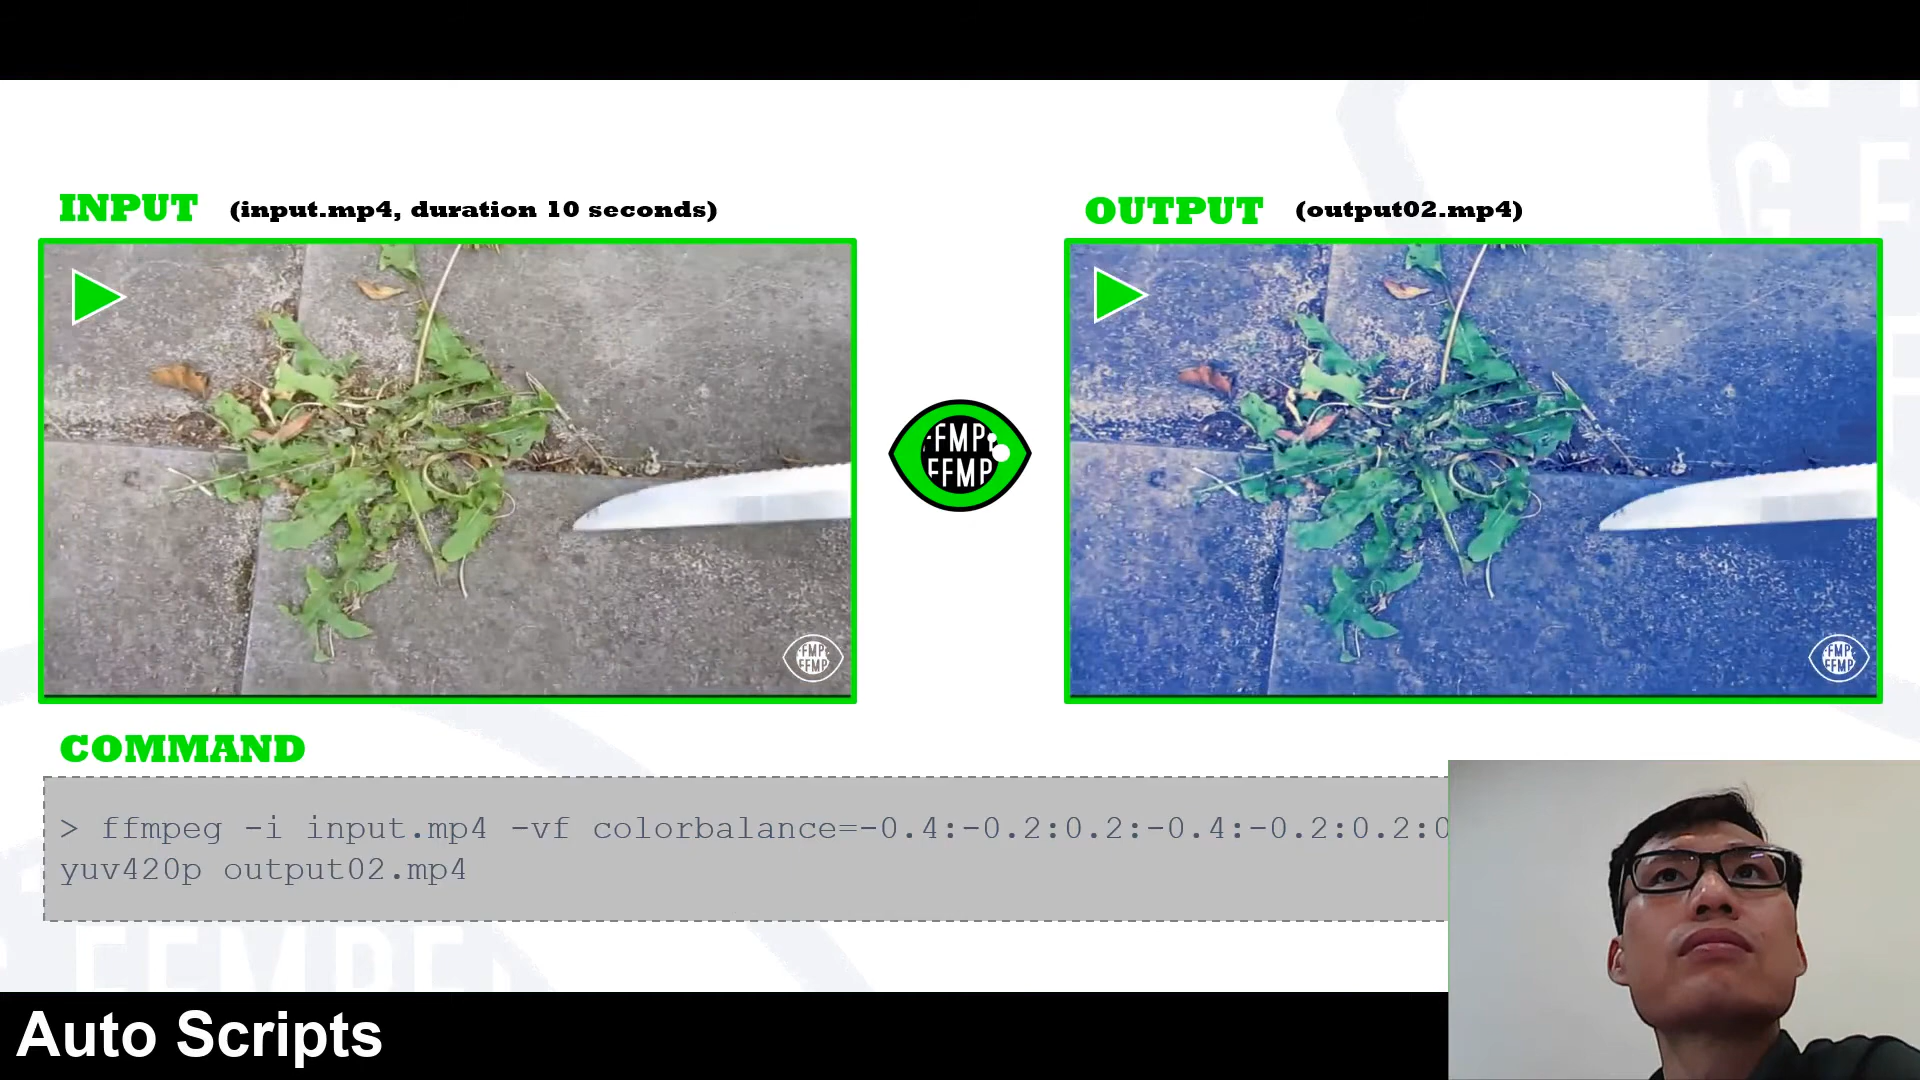 INPUT (input.mp4, duration 10 seconds)
OUTPUT (output02.mp4)
FFMP
FFMP
COMMAND
> ffmpeg -i input.mp4 -vf colorbalance=-0.4:-0.2:0.2:-0.4:-0.2:0.2:0
yuv420p output02.mp4
Auto Scripts